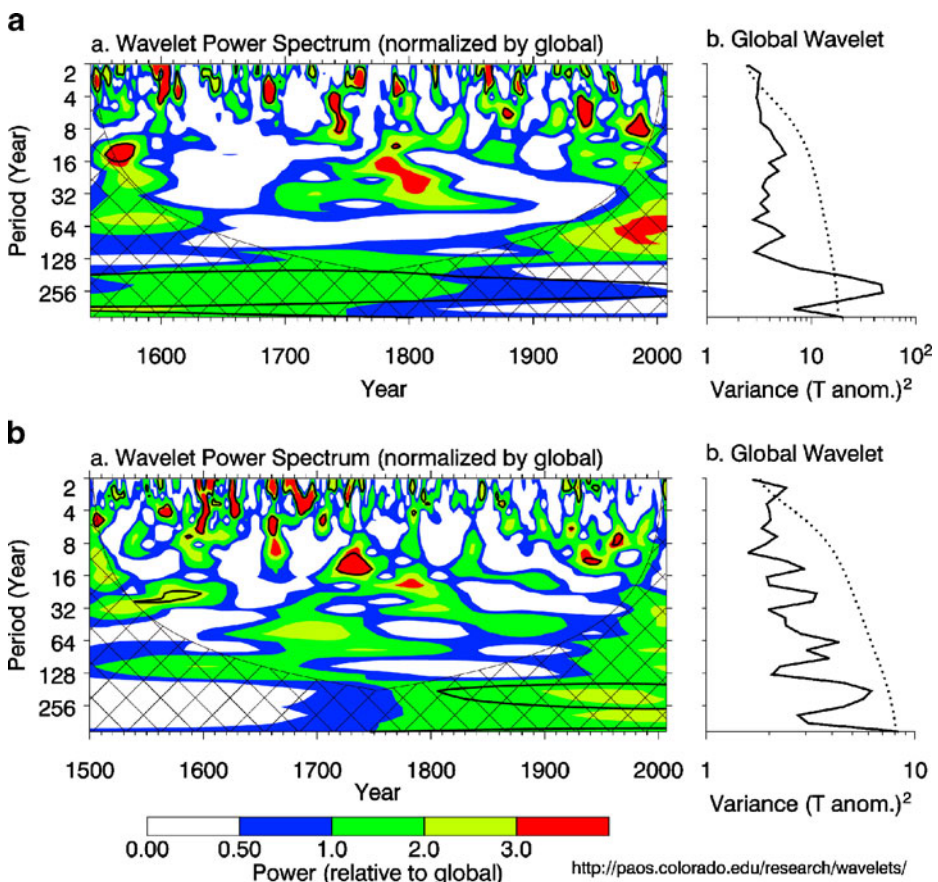 a
a. Wavelet Power Spectrum (normalized by global)
b. Global Wavelet
Period (Year)
2
4
8
16
32
64
128
256
1600 1700 1800 1900 2000
Year
1 10 10²
Variance (T anom.)²
b
a. Wavelet Power Spectrum (normalized by global)
b. Global Wavelet
Period (Year)
2
4
8
16
32
64
128
256
1500 1600 1700 1800 1900 2000
Year
1 10
Variance (T anom.)²
0.00 0.50 1.0 2.0 3.0
Power (relative to global)
http://paos.colorado.edu/research/wavelets/